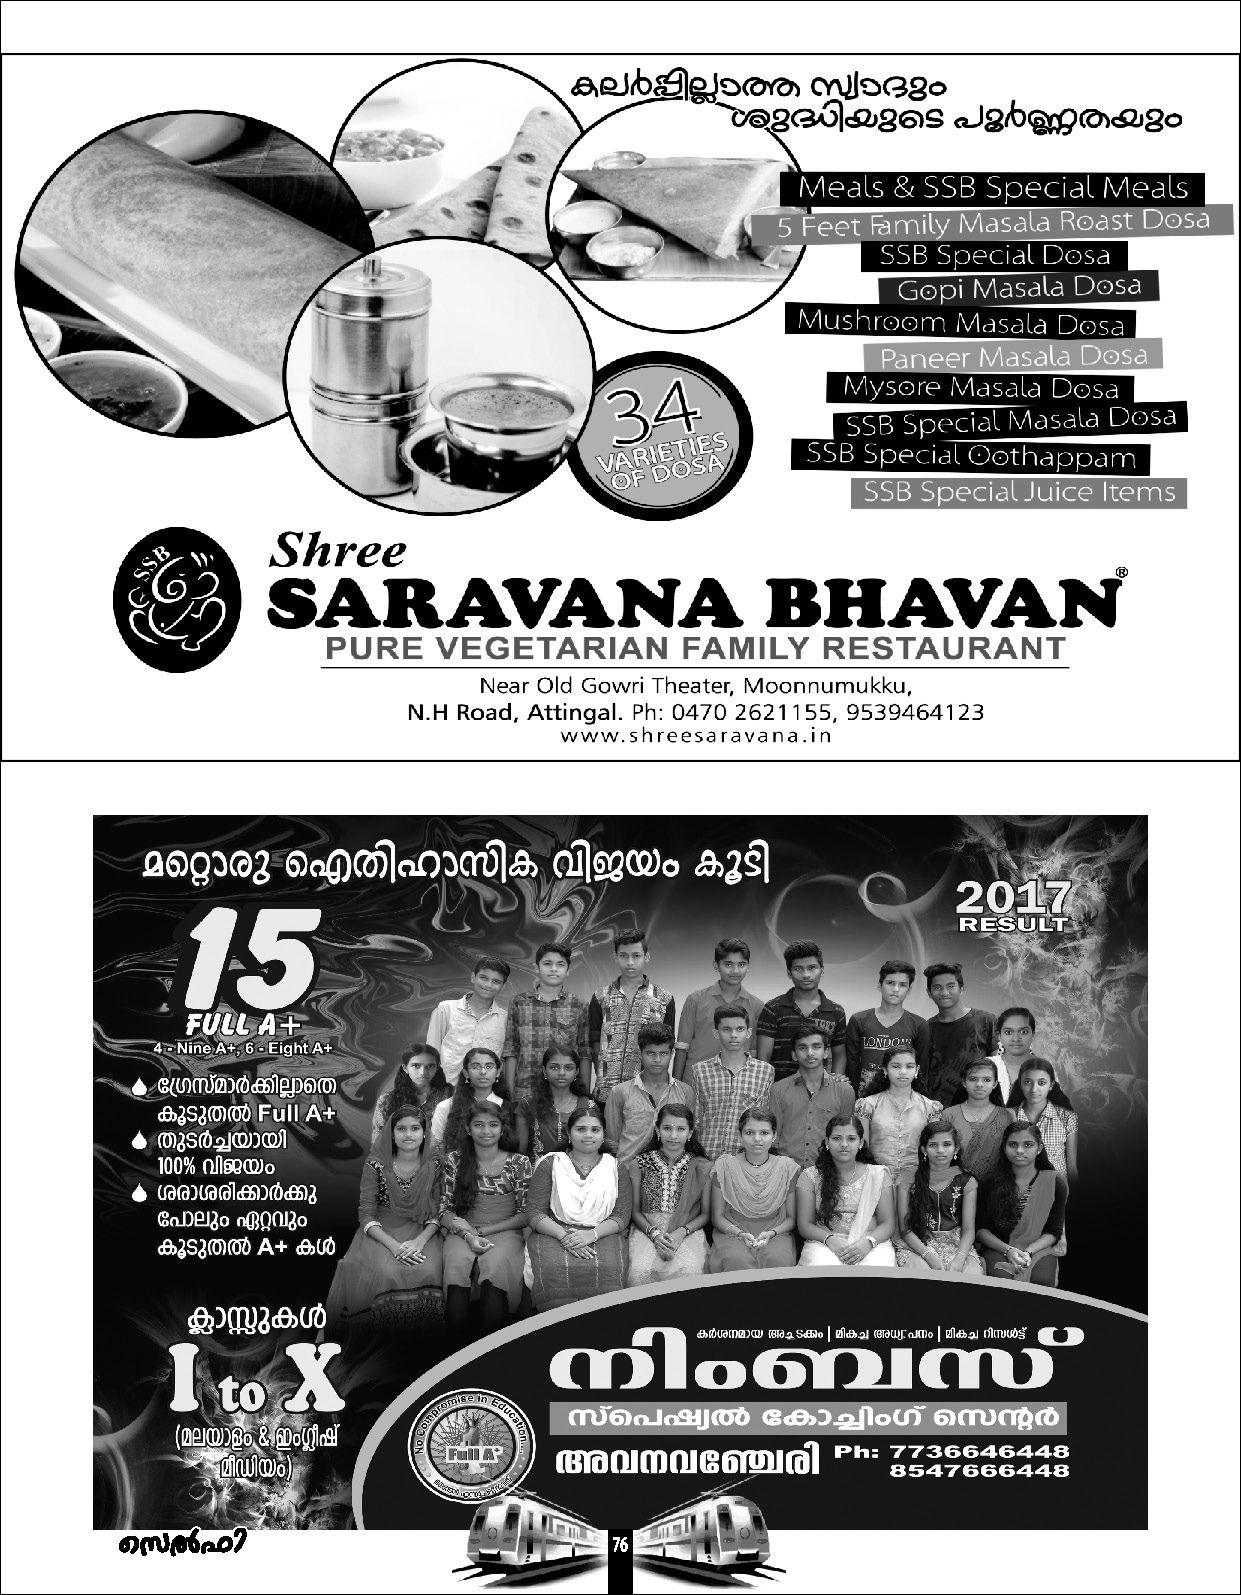 കലർപ്പില്ലാത്ത സ്വാദും
ശുദ്ധിയുടെ പൂർണ്ണതയും
Meals & SSB Special Meals
5 Feet Family Masala Roast Dosa
SSB Special Dosa
Gopi Masala Dosa
Mushroom Masala Dosa
Paneer Masala Dosa
Mysore Masala Dosa
SSB Special Masala Dosa
SSB Special Oothappam
SSB Special Juice Items
34
VARIETIES
OF DOSA
SSB
Shree
SARAVANA BHAVAN®
PURE VEGETARIAN FAMILY RESTAURANT
Near Old Gowri Theater, Moonnumukku,
N.H Road, Attingal. Ph: 0470 2621155, 9539464123
www.shreesaravana.in
മറ്റൊരു ഐതിഹാസിക വിജയം കൂടി
2017
RESULT
15
FULL A+
4 - Nine A+, 6 - Eight A+
ഗ്രേസ്മാർക്കില്ലാതെ
കൂടുതൽ Full A+
തുടർച്ചയായി
100% വിജയം
ശരാശരിക്കാർക്കു
പോലും ഏറ്റവും
കൂടുതൽ A+ കൾ
LONDON
ക്ലാസ്സുകൾ
I to X
(മലയാളം & ഇംഗ്ലീഷ്
മീഡിയം)
കർശനമായ അച്ചടക്കം | മികച്ച അധ്യാപനം | മികച്ച റിസൾട്ട്
നിംബസ്
സ്പെഷ്യൽ കോച്ചിംഗ് സെന്റർ
അവനവഞ്ചേരി Ph: 7736646448
8547666448
No Compromise in Education....
Full A+
സെൽഫി
76